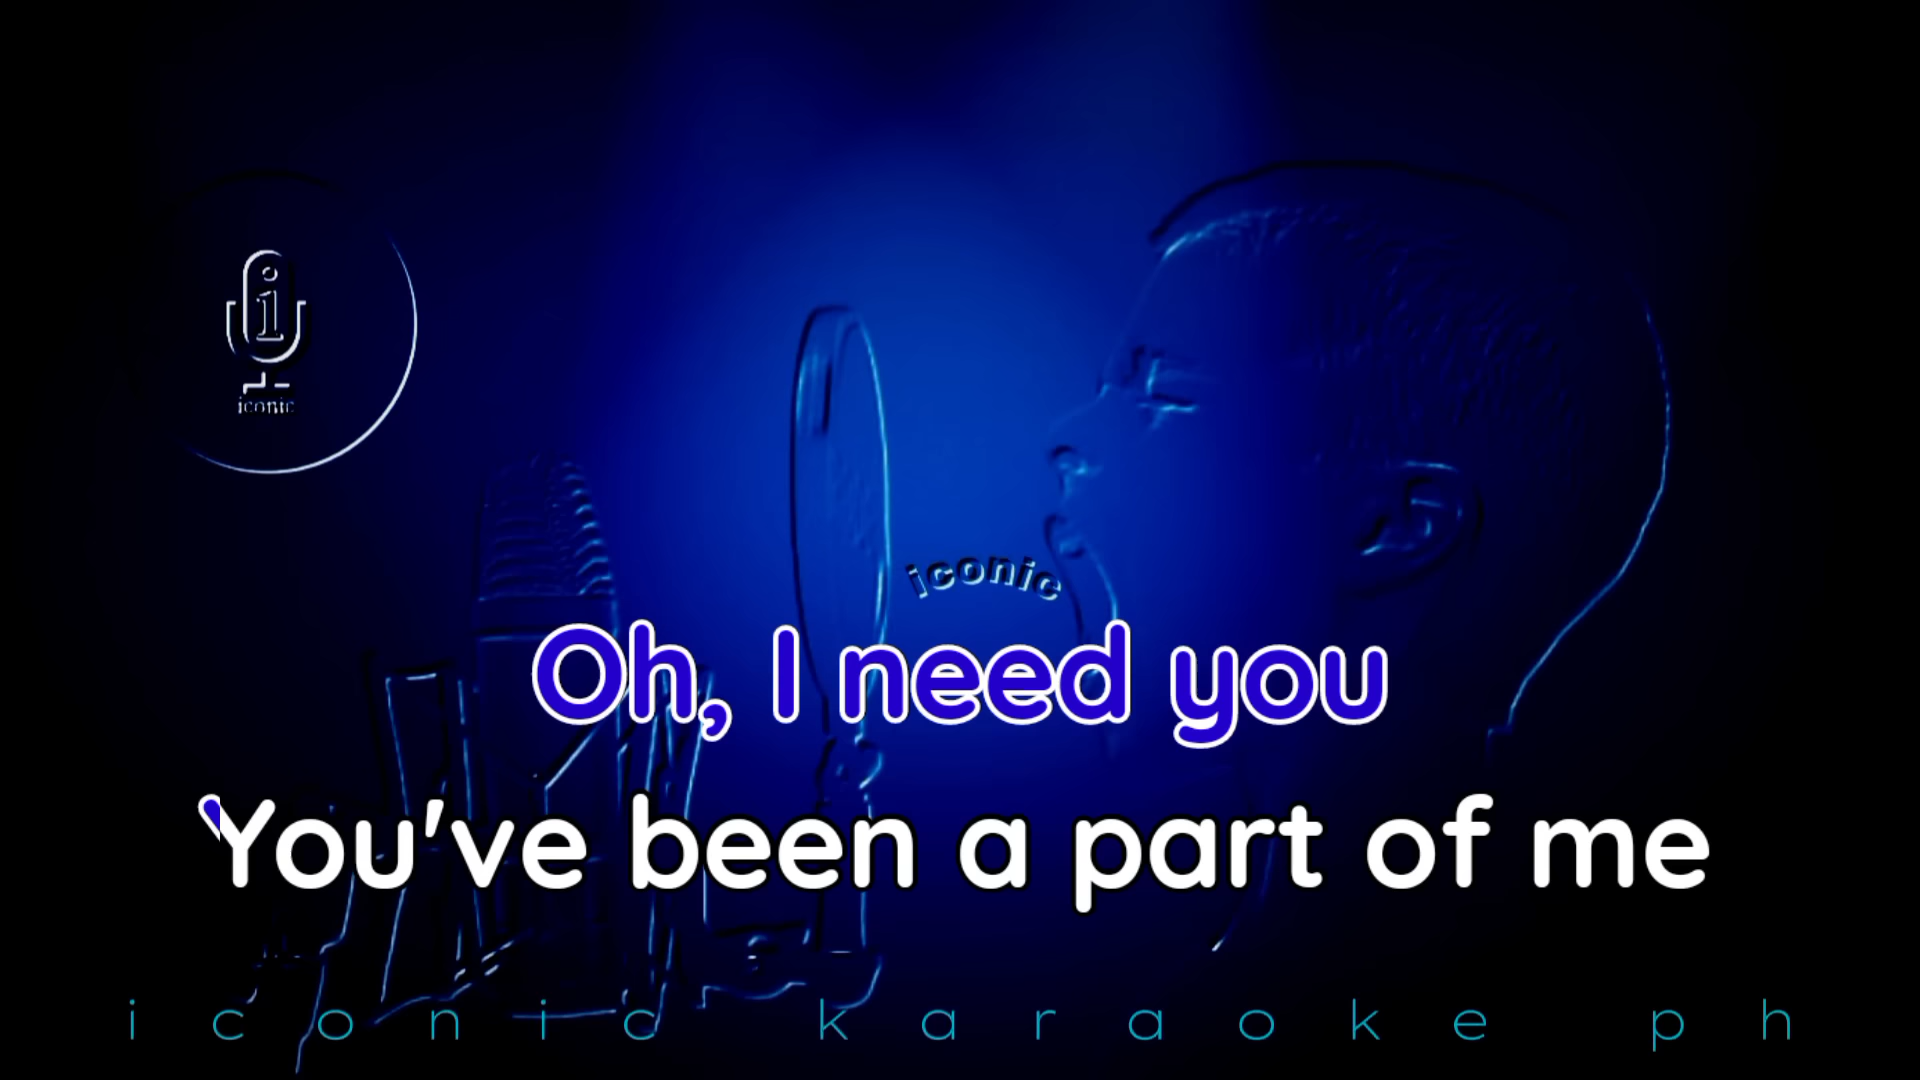 i
iconic
iconic
Oh, I need you
You've been a part of me
iconic karaoke ph